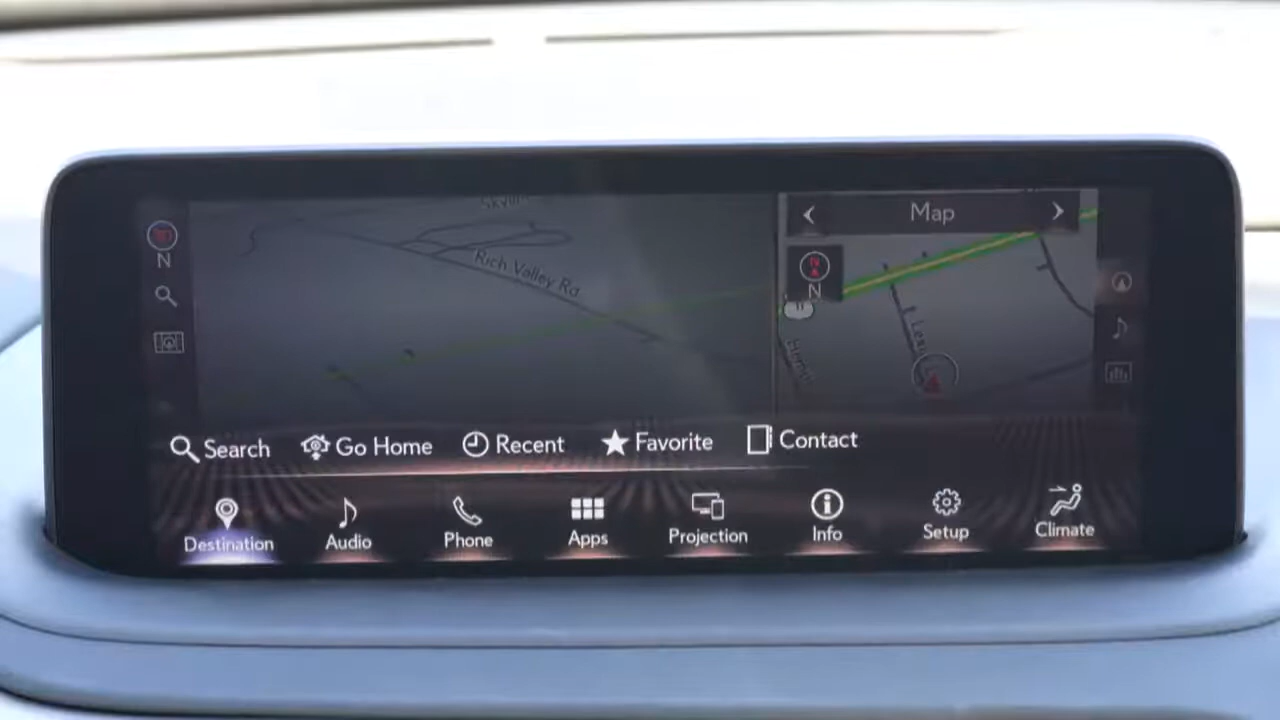 Map
N
N
Rich Valley Rd
Search
Go Home
Recent
Favorite
Contact
Destination
Audio
Phone
Apps
Projection
Info
Setup
Climate